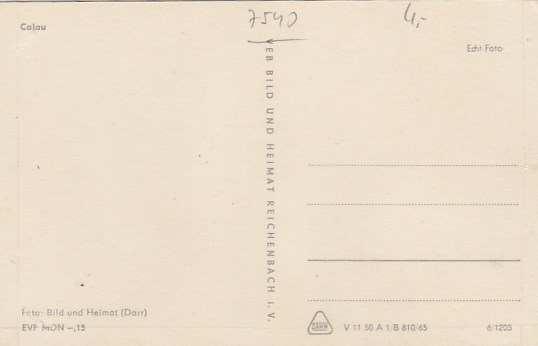 7540
4,-
Calau
Echt Foto
VEB BILD UND HEIMAT REICHENBACH I. V.
Foto: Bild und Heimat (Darr)
EVP MDN –,15
V 11 50 A 1/B 810/65
6/1205